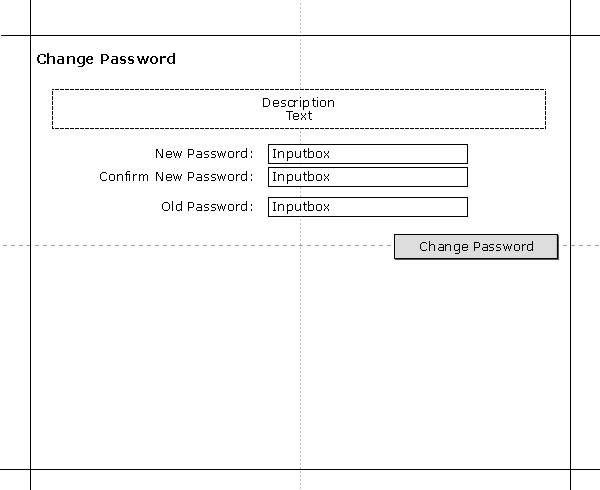 Change Password
Description
Text
New Password: Inputbox
Confirm New Password: Inputbox
Old Password: Inputbox
Change Password